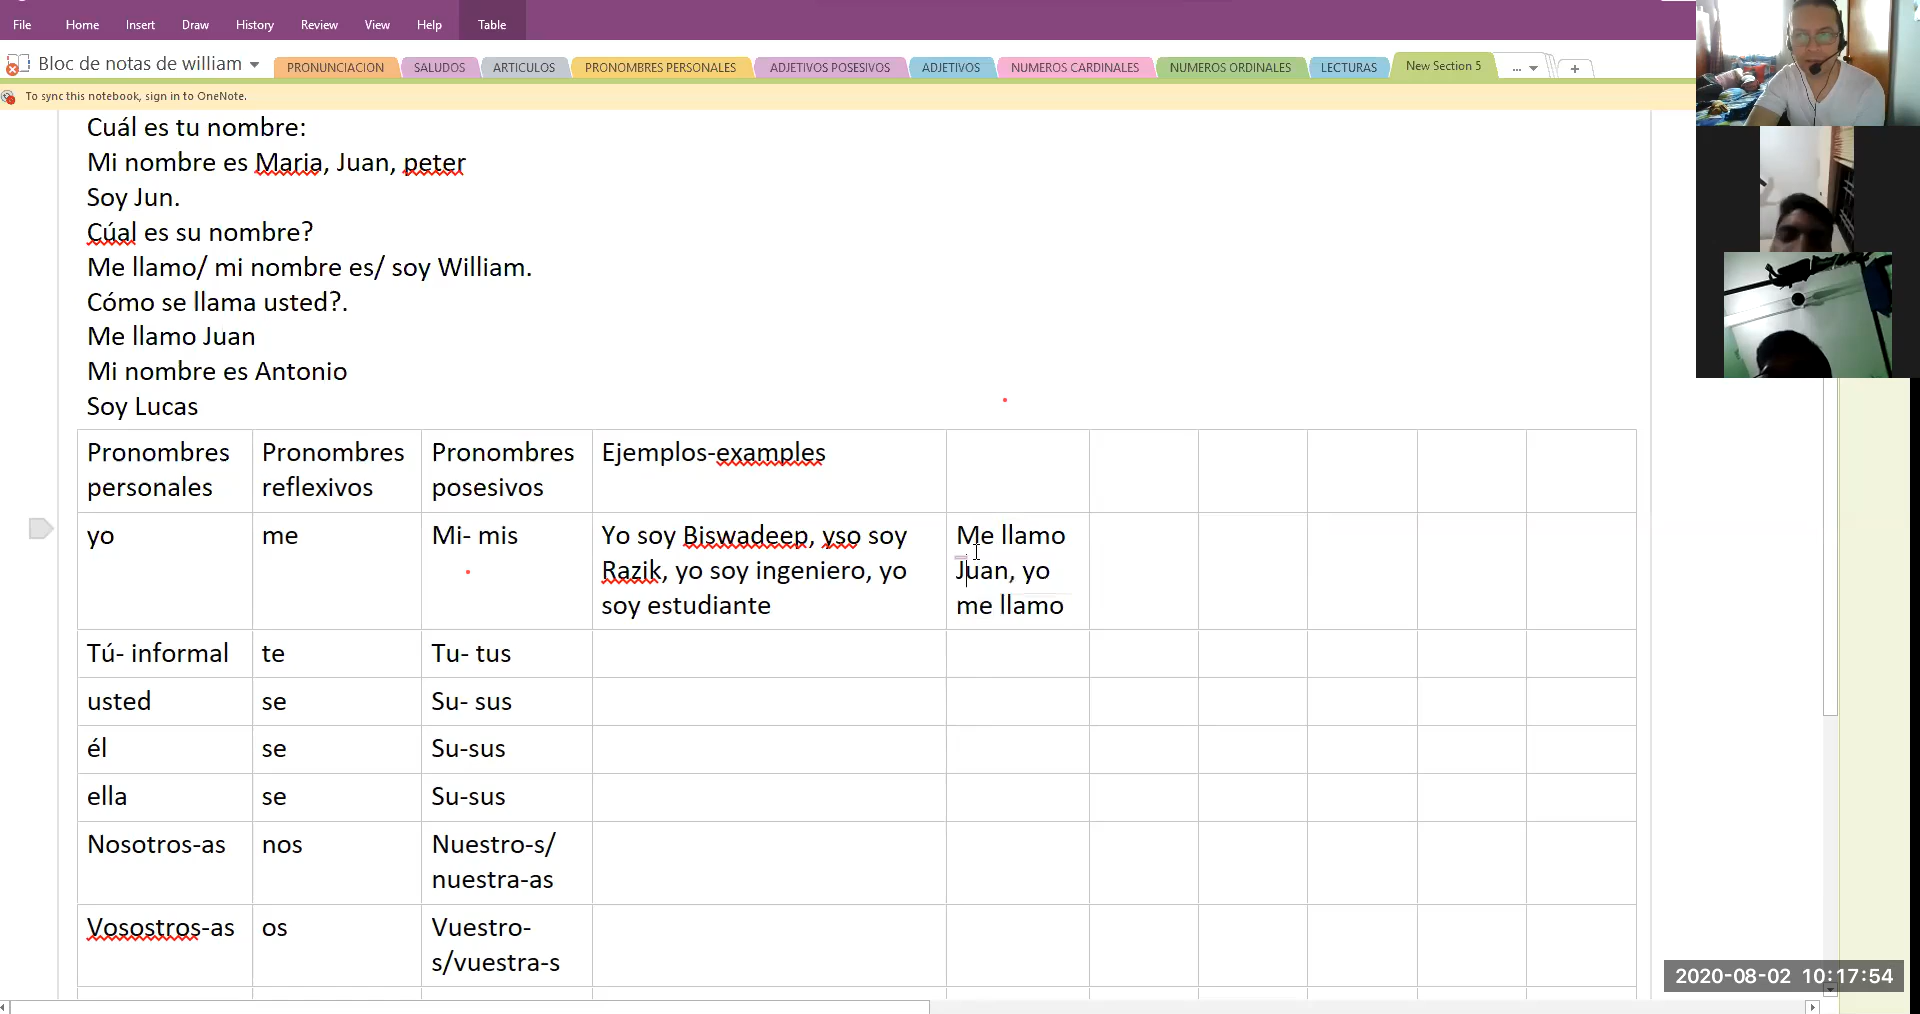 File Home Insert Draw History Review View Help Table
Bloc de notas de william PRONUNCIACION SALUDOS ARTICULOS PRONOMBRES PERSONALES ADJETIVOS POSESIVOS ADJETIVOS NUMEROS CARDINALES NUMEROS ORDINALES LECTURAS New Section 5 ... +
To sync this notebook, sign in to OneNote.
Cuál es tu nombre:
Mi nombre es Maria, Juan, peter
Soy Jun.
Cúal es su nombre?
Me llamo/ mi nombre es/ soy William.
Cómo se llama usted?.
Me llamo Juan
Mi nombre es Antonio
Soy Lucas
Pronombres personales
Pronombres reflexivos
Pronombres posesivos
Ejemplos-examples
yo
me
Mi- mis
Yo soy Biswadeep, yso soy
Razik, yo soy ingeniero, yo
soy estudiante
Me llamo
Juan, yo
me llamo
Tú- informal te Tu- tus
usted se Su- sus
él se Su-sus
ella se Su-sus
Nosotros-as nos Nuestro-s/
nuestra-as
Vosostros-as os Vuestro-
s/vuestra-s
2020-08-02 10:17:54